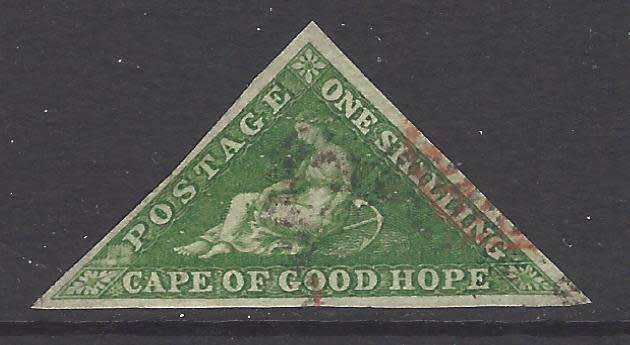 POSTAGE
ONE SHILLING
CAPE OF GOOD HOPE